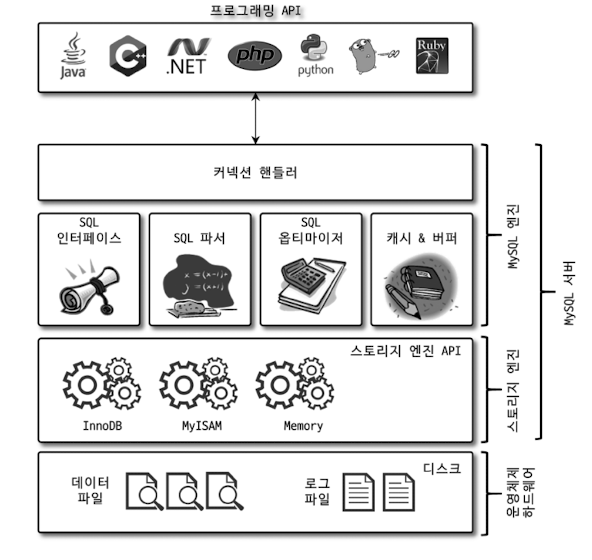 프로그래밍 API
Java
C++
.NET
php
python
GO
Ruby
커넥션 핸들러
SQL
인터페이스
SQL 파서
SQL
옵티마이저
캐시 & 버퍼
MySQL 엔진
스토리지 엔진 API
InnoDB
MyISAM
Memory
스토리지 엔진
MySQL 서버
디스크
데이터
파일
로그
파일
운영체제
하드웨어